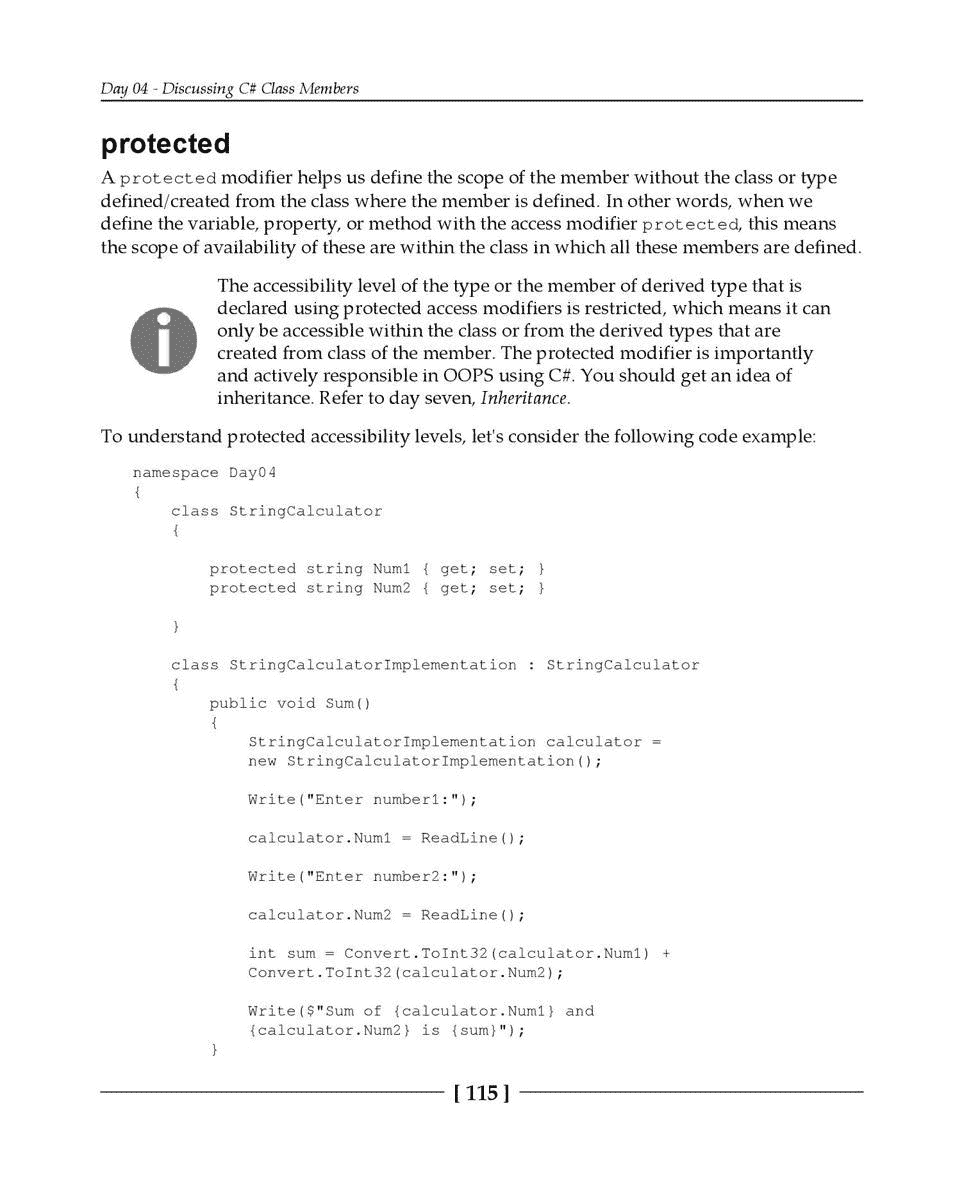 Day 04 - Discussing C# Class Members
protected
A protected modifier helps us define the scope of the member without the class or type
defined/created from the class where the member is defined. In other words, when we
define the variable, property, or method with the access modifier protected, this means
the scope of availability of these are within the class in which all these members are defined.
The accessibility level of the type or the member of derived type that is
declared using protected access modifiers is restricted, which means it can
only be accessible within the class or from the derived types that are
created from class of the member. The protected modifier is importantly
and actively responsible in OOPS using C#. You should get an idea of
inheritance. Refer to day seven, Inheritance.
To understand protected accessibility levels, let's consider the following code example:
namespace Day04
{
class StringCalculator
{
protected string Num1 { get; set; }
protected string Num2 { get; set; }
}
class StringCalculatorImplementation : StringCalculator
{
public void Sum()
{
StringCalculatorImplementation calculator =
new StringCalculatorImplementation();
Write("Enter number1:");
calculator.Num1 = ReadLine();
Write("Enter number2:");
calculator.Num2 = ReadLine();
int sum = Convert.ToInt32(calculator.Num1) +
Convert.ToInt32(calculator.Num2);
Write($"Sum of {calculator.Num1} and
{calculator.Num2} is {sum}");
}
[ 115 ]